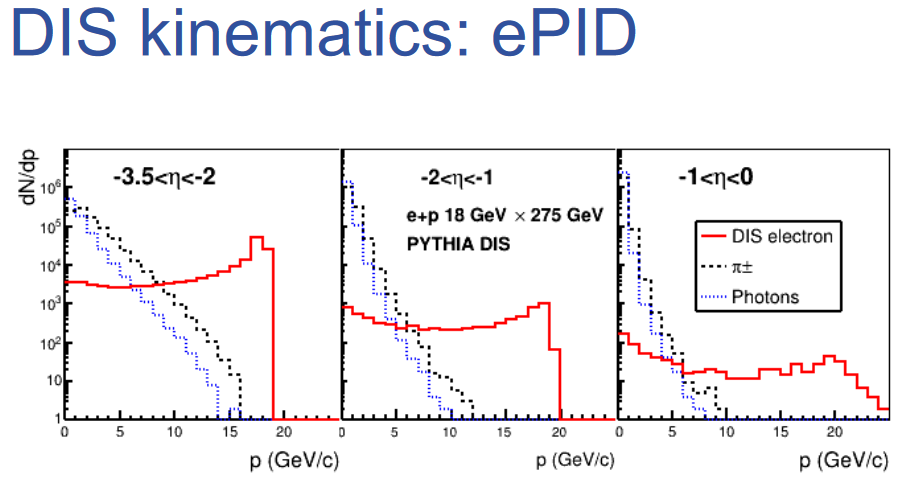 DIS kinematics: ePID
dN/dp
10⁶
10⁵
10⁴
10³
10²
10
1
-3.5<η<-2
0 5 10 15 20
p (GeV/c)
-2<η<-1
e+p 18 GeV × 275 GeV
PYTHIA DIS
0 5 10 15 20
p (GeV/c)
-1<η<0
DIS electron
π±
Photons
0 5 10 15 20
p (GeV/c)